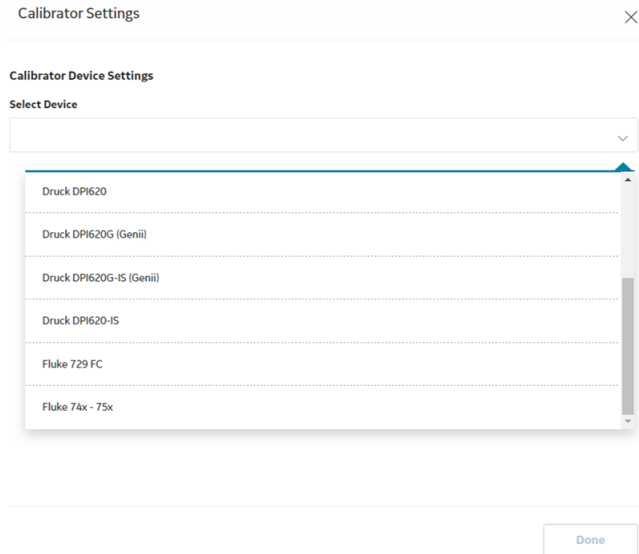 Calibrator Settings
Calibrator Device Settings
Select Device
Druck DPI620
Druck DPI620G (Genii)
Druck DPI620G-IS (Genii)
Druck DPI620-IS
Fluke 729 FC
Fluke 74x - 75x
Done